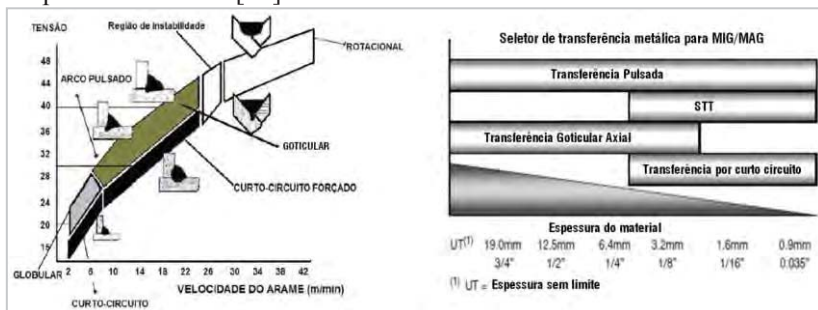 TENSÃO
Região de Instabilidade
ROTACIONAL
48
44
ARCO PULSADO
40
36
GOTICULAR
32
28
CURTO-CIRCUITO FORÇADO
24
20
15
GLOBULAR
2 6 10 14 18 22 26 30 34 38 42
VELOCIDADE DO ARAME (m/min)
CURTO-CIRCUITO
Seletor de transferência metálica para MIG/MAG
Transferência Pulsada
STT
Transferência Goticular Axial
Transferência por curto circuito
Espessura do material
UT(1) 19.0mm 12.5mm 6.4mm 3.2mm 1.6mm 0.9mm
3/4" 1/2" 1/4" 1/8" 1/16" 0.035"
(1) UT = Espessura sem limite